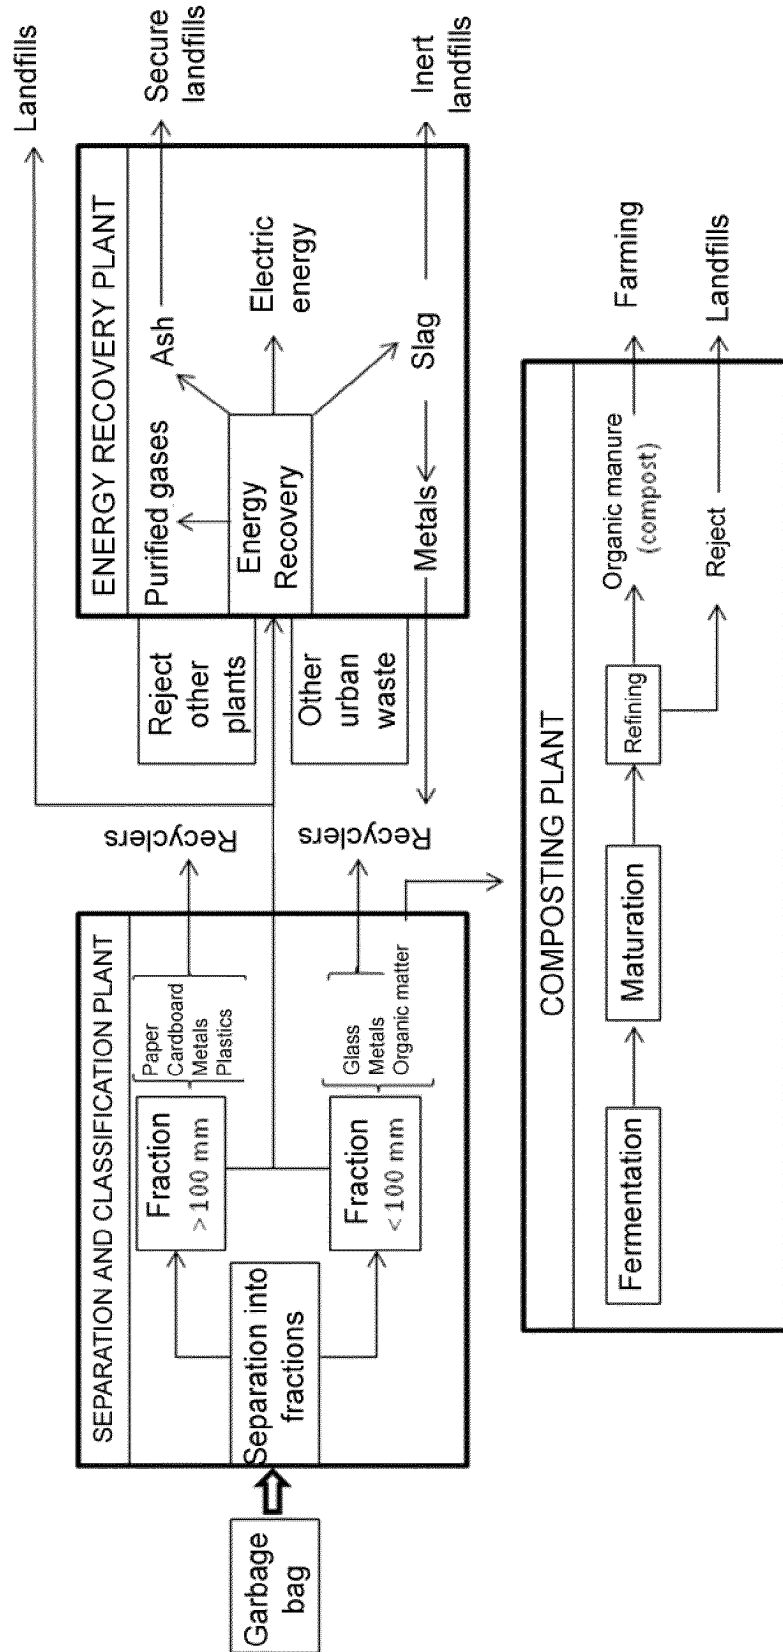 Garbage
bag
SEPARATION AND CLASSIFICATION PLANT
Separation into
fractions
Fraction
>100 mm
Paper
Cardboard
Metals
Plastics
Fraction
<100 mm
Glass
Metals
Organic matter
Recyclers
Recyclers
Landfills
Reject
other
plants
Other
urban
waste
ENERGY RECOVERY PLANT
Purified gases
Ash
Energy
Recovery
Electric
energy
Metals
Slag
Secure
landfills
Inert
landfills
COMPOSTING PLANT
Fermentation
Maturation
Refining
Organic manure
(compost)
Reject
Farming
Landfills